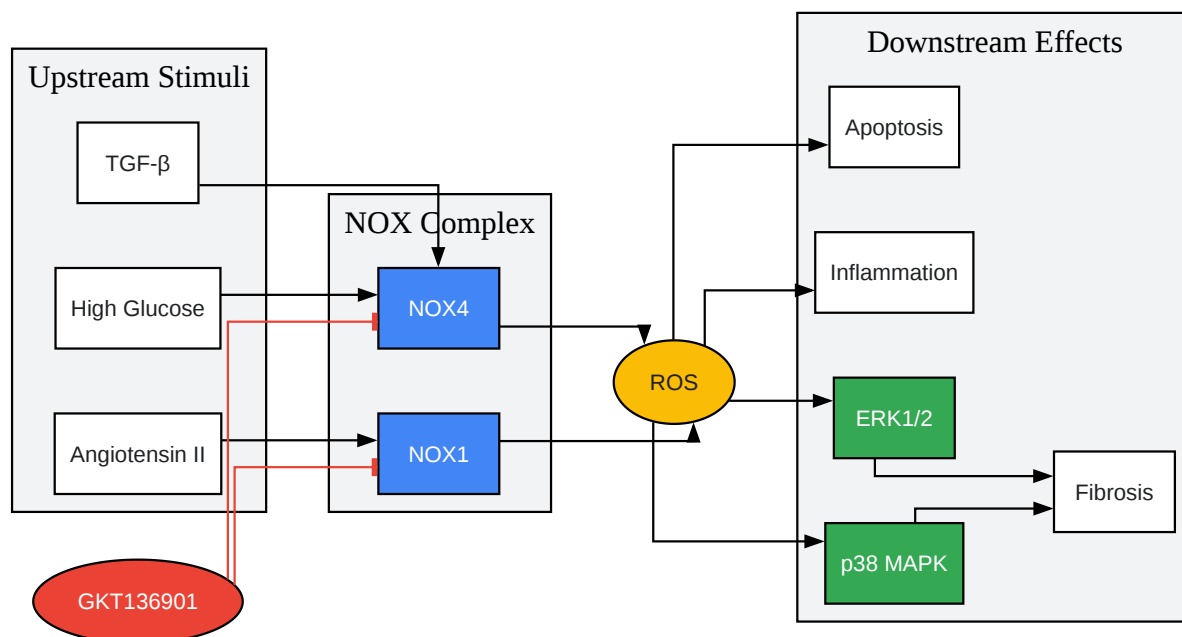 Upstream Stimuli
TGF-β
High Glucose
Angiotensin II
GKT136901
NOX Complex
NOX4
NOX1
ROS
Downstream Effects
Apoptosis
Inflammation
ERK1/2
p38 MAPK
Fibrosis